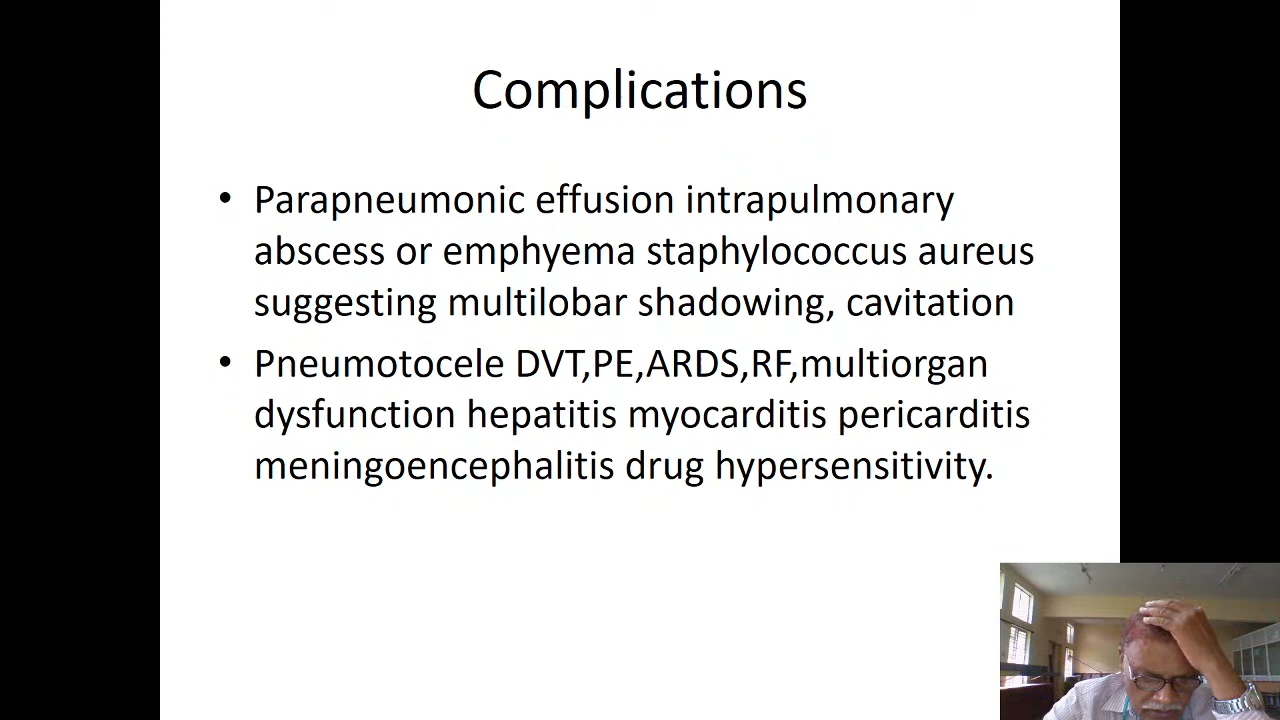 Complications
• Parapneumonic effusion intrapulmonary
abscess or emphyema staphylococcus aureus
suggesting multilobar shadowing, cavitation
• Pneumotocele DVT,PE,ARDS,RF,multiorgan
dysfunction hepatitis myocarditis pericarditis
meningoencephalitis drug hypersensitivity.